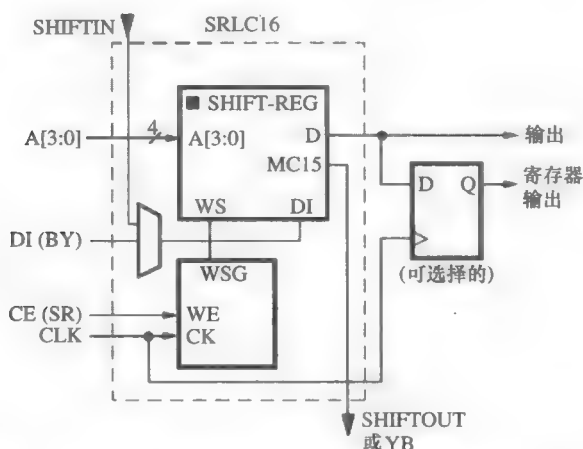 SHIFTIN
SRLC16
SHIFT-REG
A[3:0]
4
A[3:0]
D
输出
MC15
D
Q
寄存器
输出
WS
DI
DI (BY)
(可选择的)
WSG
CE (SR)
WE
CLK
CK
SHIFTOUT
或YB